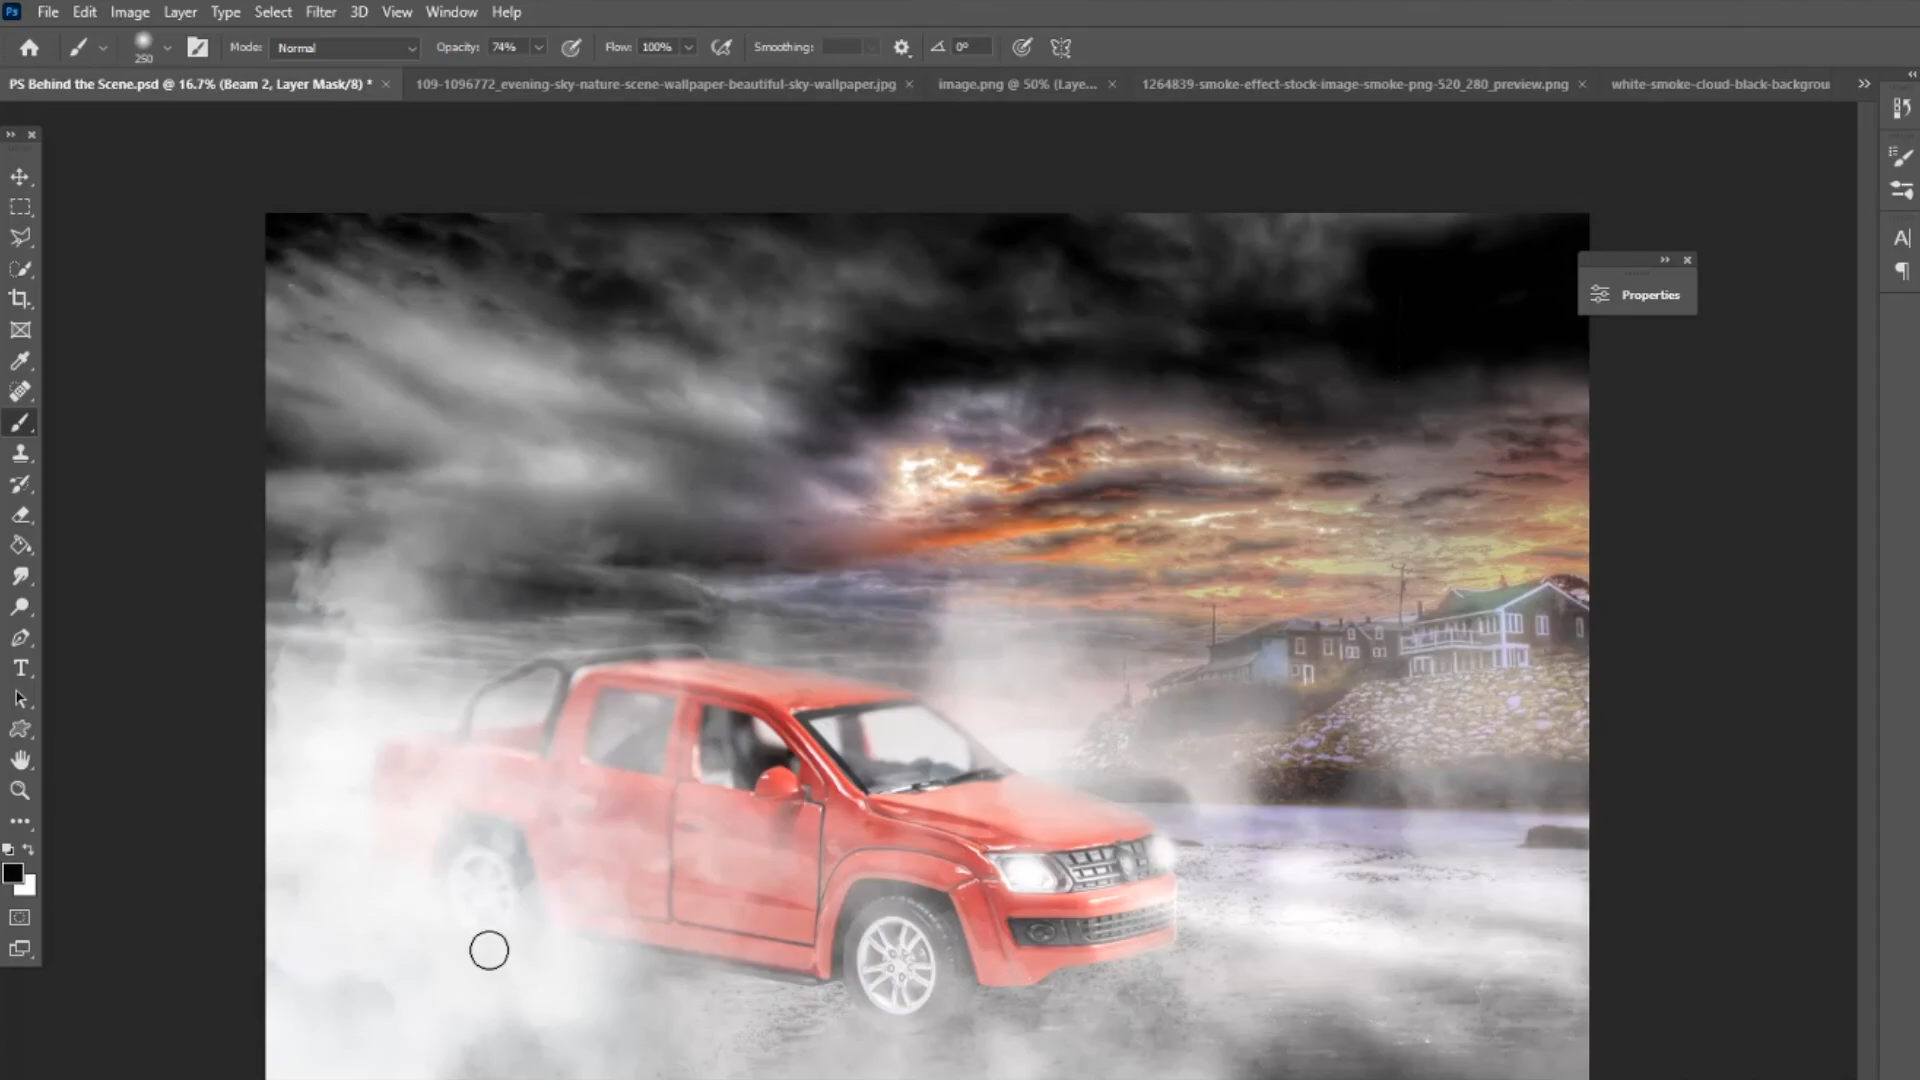 Ps File Edit Image Layer Type Select Filter 3D View Window Help
250 Mode: Normal Opacity: 74% Flow: 100% Smoothing: 0°
PS Behind the Scene.psd @ 16.7% (Beam 2, Layer Mask/8) * 109-1096772_evening-sky-nature-scene-wallpaper-beautiful-sky-wallpaper.jpg image.png @ 50% (Laye... 1264839-smoke-effect-stock-image-smoke-png-520_280_preview.png white-smoke-cloud-black-backgrou
Properties